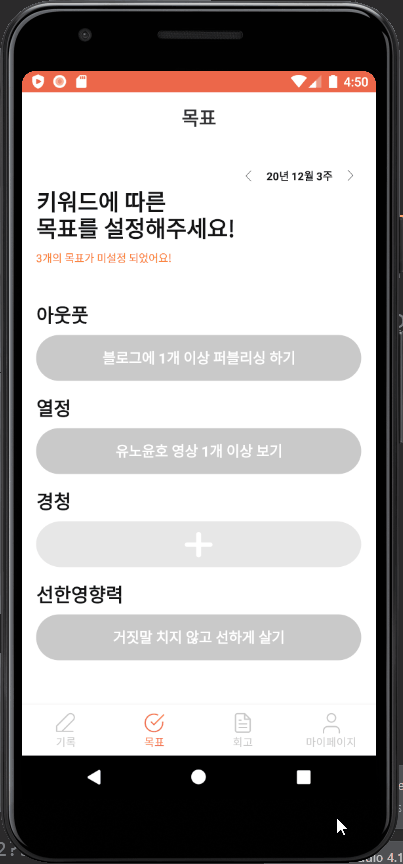 4:50
목표
20년 12월 3주
키워드에 따른
목표를 설정해주세요!
3개의 목표가 미설정 되었어요!
아웃풋
블로그에 1개 이상 퍼블리싱 하기
열정
유노윤호 영상 1개 이상 보기
경청
선한영향력
거짓말 치지 않고 선하게 살기
기록 목표 회고 마이페이지